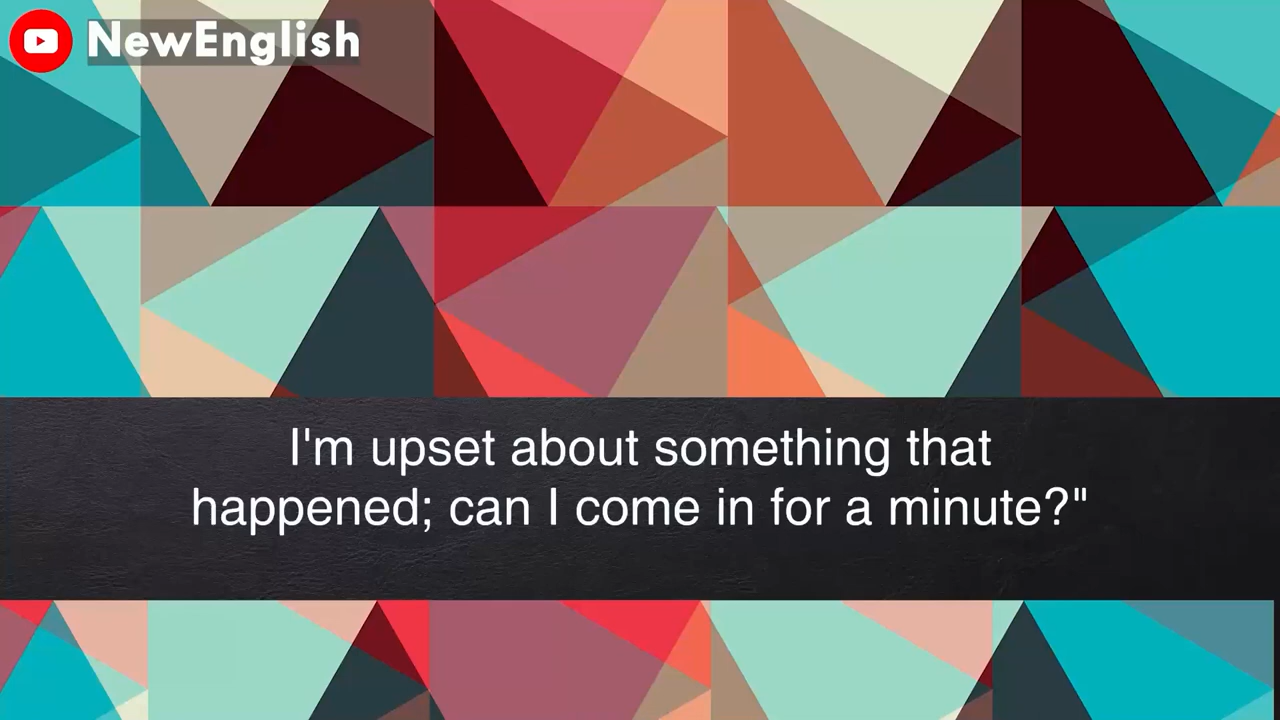 NewEnglish
I'm upset about something that
happened; can I come in for a minute?"